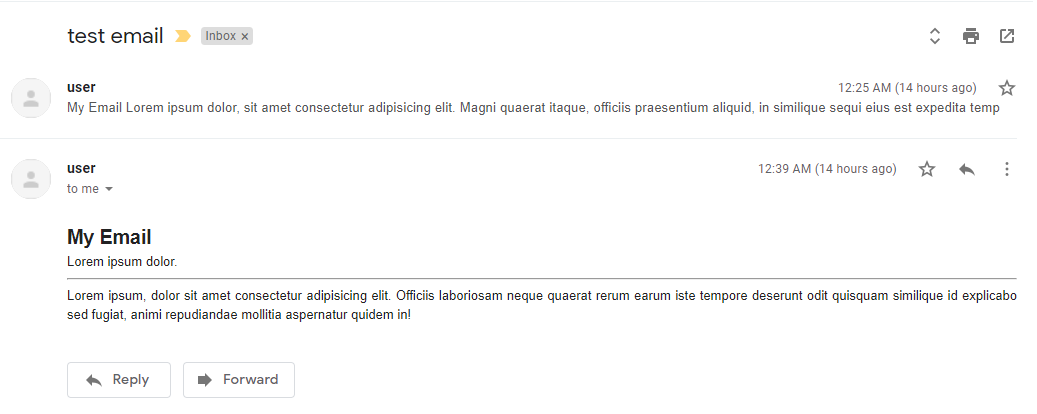 test email Inbox ×
user 12:25 AM (14 hours ago)
My Email Lorem ipsum dolor, sit amet consectetur adipisicing elit. Magni quaerat itaque, officiis praesentium aliquid, in similique sequi eius est expedita temp
user 12:39 AM (14 hours ago)
to me
My Email
Lorem ipsum dolor.
Lorem ipsum, dolor sit amet consectetur adipisicing elit. Officiis laboriosam neque quaerat rerum earum iste tempore deserunt odit quisquam similique id explicabo
sed fugiat, animi repudiandae mollitia aspernatur quidem in!
Reply Forward